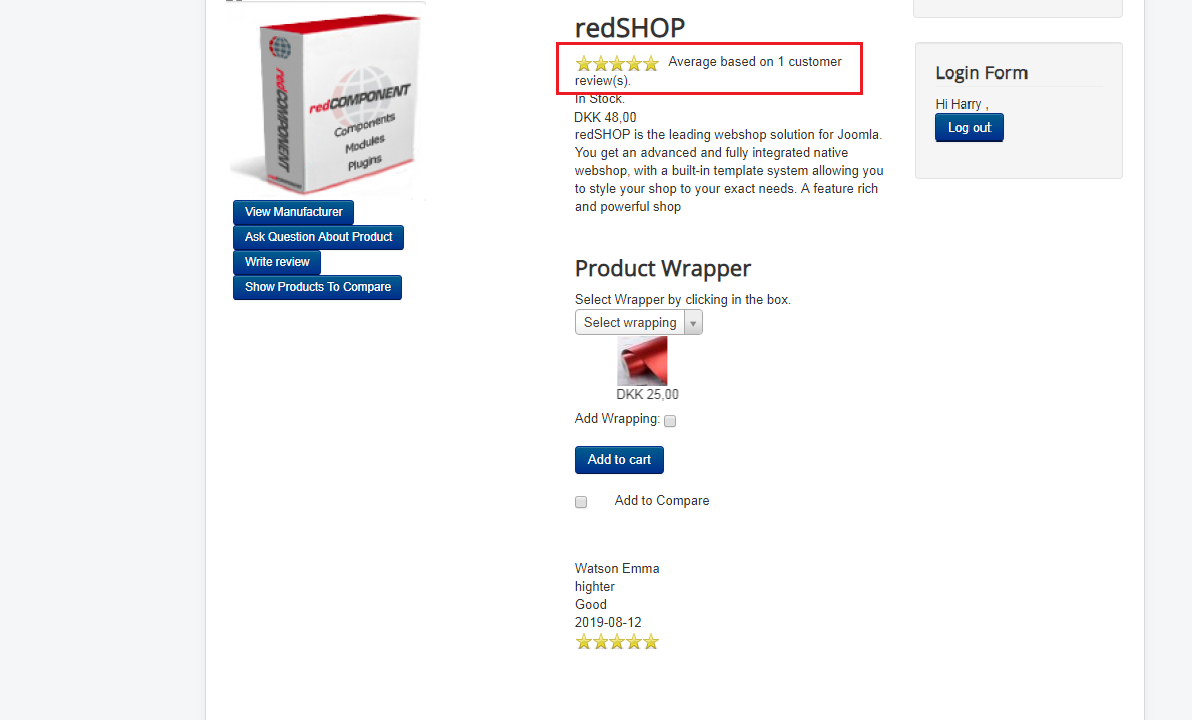 redCOMPONENT
redCOMPONENT
Components
Modules
Plugins
View Manufacturer
Ask Question About Product
Write review
Show Products To Compare
redSHOP
Average based on 1 customer
review(s).
In Stock.
DKK 48,00
redSHOP is the leading webshop solution for Joomla.
You get an advanced and fully integrated native
webshop, with a built-in template system allowing you
to style your shop to your exact needs. A feature rich
and powerful shop
Product Wrapper
Select Wrapper by clicking in the box.
Select wrapping
DKK 25,00
Add Wrapping:
Add to cart
Add to Compare
Watson Emma
highter
Good
2019-08-12
Login Form
Hi Harry ,
Log out